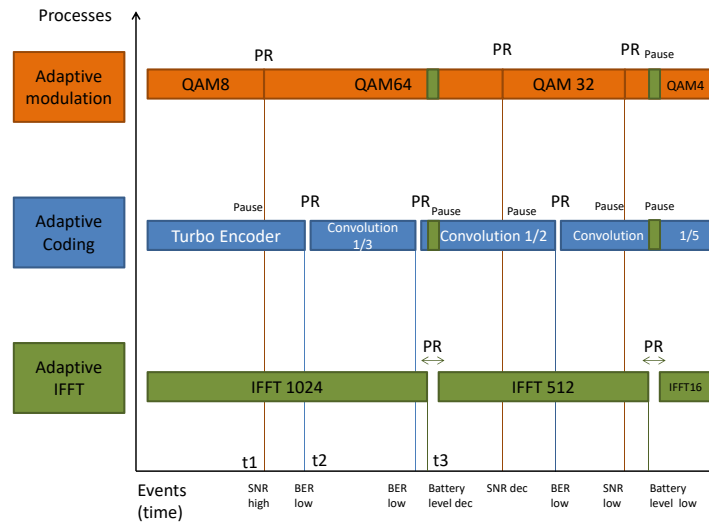 Processes
PR PR PR Pause
Adaptive
modulation
QAM8 QAM64 QAM 32 QAM4
Pause PR PR Pause Pause PR Pause Pause
Adaptive
Coding
Turbo Encoder Convolution
1/3 Convolution 1/2 Convolution 1/5
PR PR
Adaptive
IFFT
IFFT 1024 IFFT 512 IFFT16
t1 t2 t3
Events
(time)
SNR
high
BER
low
BER
low
Battery
level dec
SNR dec
BER
low
SNR
low
Battery
level low